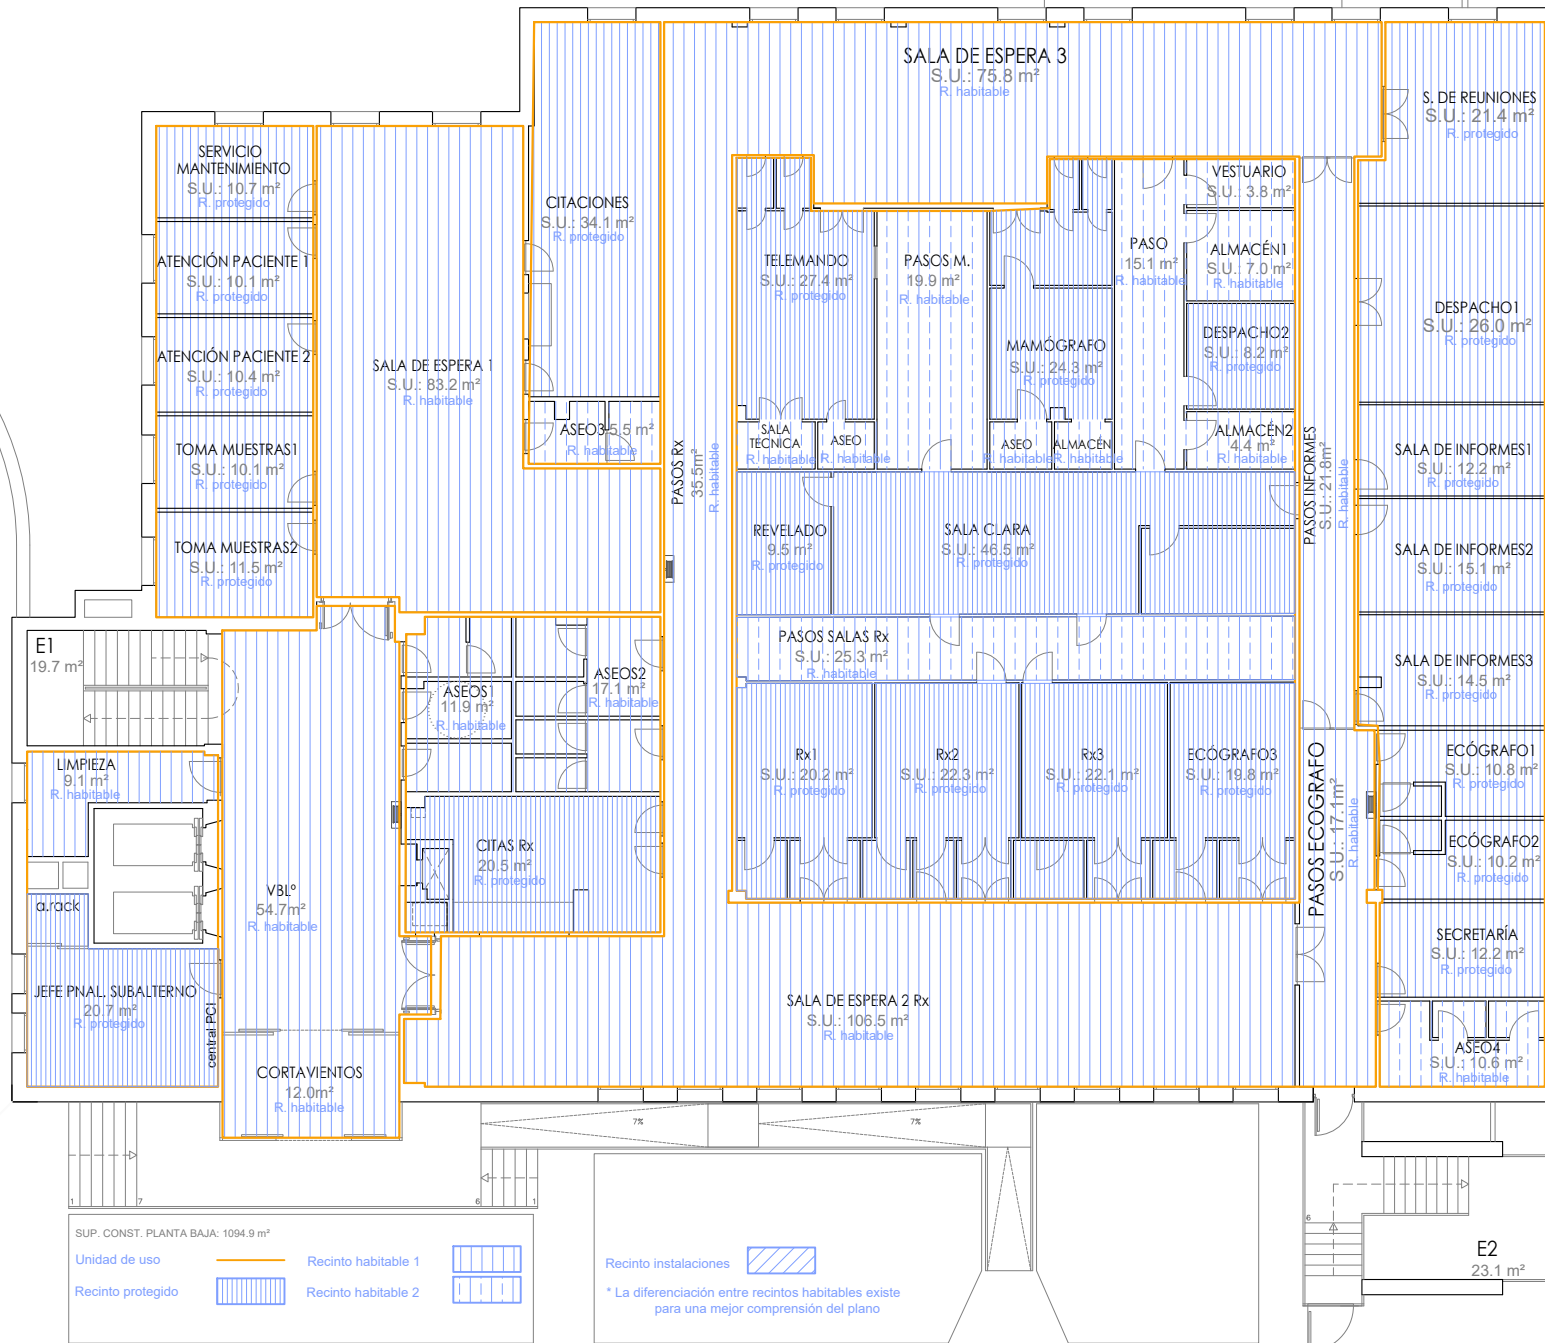 SALA DE ESPERA 3
S.U.: 75.8 m²
R. habitable
S. DE REUNIONES
S.U.: 21.4 m²
R. protegido
SERVICIO
MANTENIMIENTO
S.U.: 10.7 m²
R. protegido
CITACIONES
S.U.: 34.1 m²
R. protegido
VESTUARIO
S.U.: 3.8 m²
R. habitable
ATENCIÓN PACIENTE 1
S.U.: 10.1 m²
R. protegido
TELEMANDO
S.U.: 27.4 m²
R. protegido
PASOS M.
19.9 m²
R. habitable
PASO
15.1 m²
R. habitable
ALMACÉN1
S.U.: 7.0 m²
R. habitable
DESPACHO1
S.U.: 26.0 m²
R. protegido
ATENCIÓN PACIENTE 2
S.U.: 10.4 m²
R. protegido
SALA DE ESPERA 1
S.U.: 83.2 m²
R. habitable
MAMÓGRAFO
S.U.: 24.3 m²
R. protegido
DESPACHO2
S.U.: 8.2 m²
R. protegido
TOMA MUESTRAS1
S.U.: 10.1 m²
R. protegido
ASEO3 5.5 m²
R. habitable
PASOS Rx
35.5m²
R. habitable
SALA
TECNICA
R. habitable
ASEO
R. habitable
ASEO
R. habitable
ALMACÉN
R. habitable
ALMACÉN2
4.4 m²
R. habitable
PASOS INFORMES
S.U.: 21.8m²
R. habitable
SALA DE INFORMES1
S.U.: 12.2 m²
R. protegido
TOMA MUESTRAS2
S.U.: 11.5 m²
R. protegido
REVELADO
9.5 m²
R. protegido
SALA CLARA
S.U.: 46.5 m²
R. protegido
SALA DE INFORMES2
S.U.: 15.1 m²
R. protegido
E1
19.7 m²
PASOS SALAS Rx
S.U.: 25.3 m²
R. habitable
SALA DE INFORMES3
S.U.: 14.5 m²
R. protegido
ASEOS1
11.9 m²
R. habitable
ASEOS2
17.1 m²
R. habitable
LIMPIEZA
9.1 m²
R. habitable
Rx1
S.U.: 20.2 m²
R. protegido
Rx2
S.U.: 22.3 m²
R. protegido
Rx3
S.U.: 22.1 m²
R. protegido
ECÓGRAFO3
S.U.: 19.8 m²
R. protegido
PASOS ECOGRAFO
S.U.: 17.1m²
R. habitable
ECÓGRAFO1
S.U.: 10.8 m²
R. protegido
CITAS Rx
20.5 m²
R. protegido
ECÓGRAFO2
S.U.: 10.2 m²
R. protegido
a.rack
VBLº
54.7m²
R. habitable
SECRETARÍA
S.U.: 12.2 m²
R. protegido
JEFE PNAL. SUBALTERNO
20.7 m²
R. protegido
central PCI
SALA DE ESPERA 2 Rx
S.U.: 106.5 m²
R. habitable
ASEO4
S.U.: 10.6 m²
R. habitable
CORTAVIENTOS
12.0m²
R. habitable
7%
7%
1
7
6
1
6
SUP. CONST. PLANTA BAJA: 1094.9 m²
Unidad de uso
Recinto habitable 1
Recinto protegido
Recinto habitable 2
Recinto instalaciones
* La diferenciación entre recintos habitables existe
para una mejor comprensión del plano
E2
23.1 m²